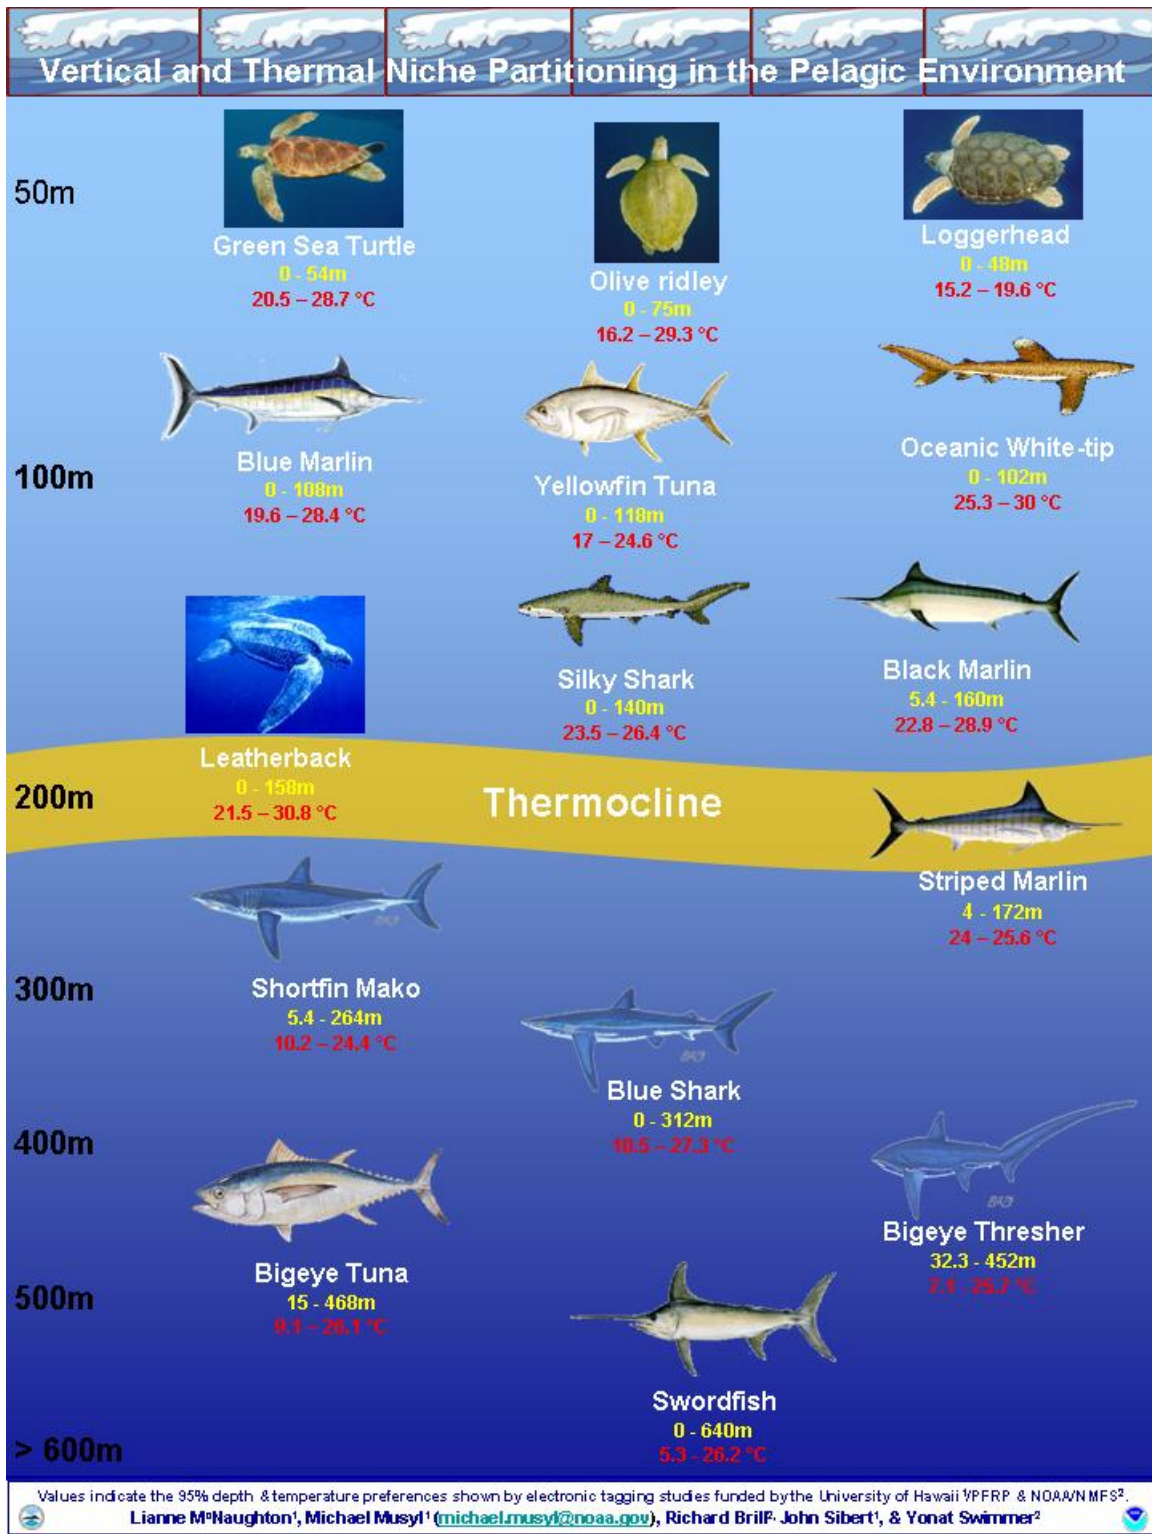 Vertical and Thermal Niche Partitioning in the Pelagic Environment
50m
Green Sea Turtle
0 - 54m
20.5 – 28.7 °C
Olive ridley
0 - 75m
16.2 – 29.3 °C
Loggerhead
0 - 48m
15.2 – 19.6 °C
100m
Blue Marlin
0 - 108m
19.6 – 28.4 °C
Yellowfin Tuna
0 - 118m
17 – 24.6 °C
Oceanic White-tip
0 - 102m
25.3 – 30 °C
Silky Shark
0 - 140m
23.5 – 26.4 °C
Black Marlin
5.4 - 160m
22.8 – 28.9 °C
200m
Leatherback
0 - 158m
21.5 – 30.8 °C
Thermocline
Striped Marlin
4 - 172m
24 – 25.6 °C
300m
Shortfin Mako
5.4 - 264m
10.2 – 24.4 °C
Blue Shark
0 - 312m
10.5 – 27.3 °C
400m
Bigeye Thresher
32.3 - 452m
7.1 - 25.7 °C
500m
Bigeye Tuna
15 - 468m
9.1 – 26.1 °C
Swordfish
0 - 640m
5.3 - 26.2 °C
> 600m
Values indicate the 95% depth & temperature preferences shown by electronic tagging studies funded by the University of Hawaii ¹/PFRP & NOAA/NMFS².
Lianne McNaughton¹, Michael Musyl¹ (michael.musyl@noaa.gov), Richard Brill², John Sibert¹, & Yonat Swimmer²